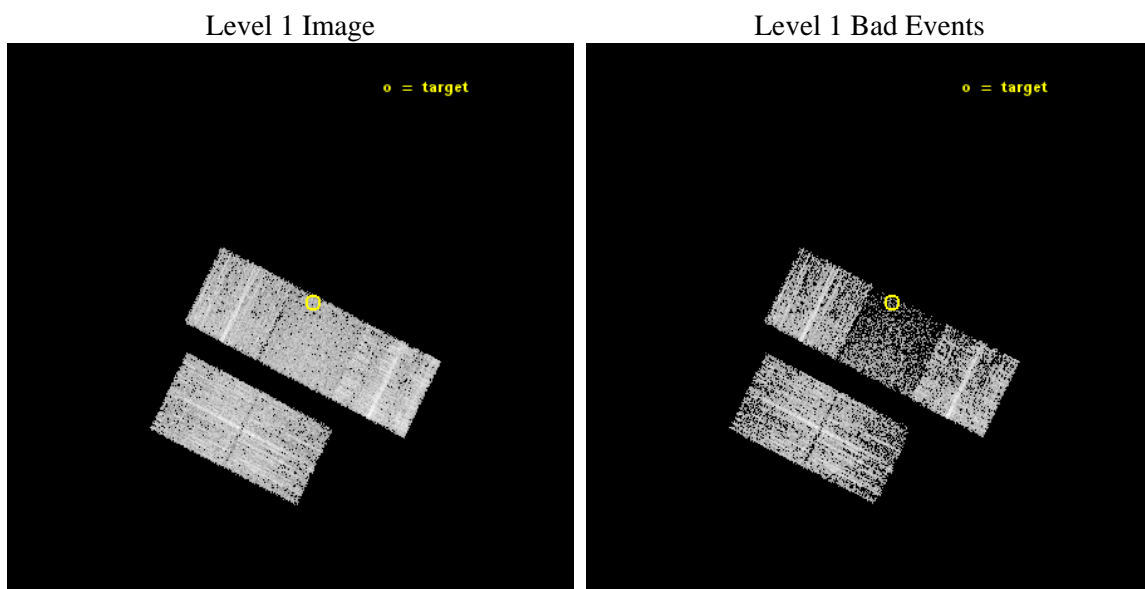 Level 1 Image
Level 1 Bad Events
o = target
o = target